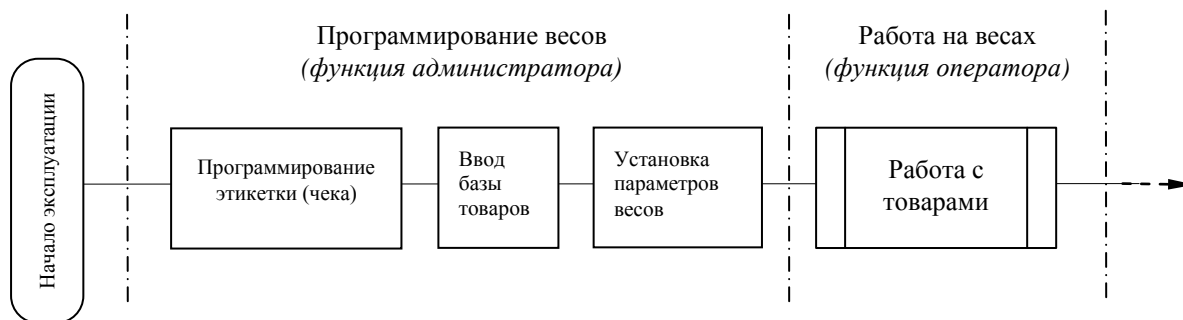 Начало эксплуатации
Программирование весов
(функция администратора)
Программирование
этикетки (чека)
Ввод
базы
товаров
Установка
параметров
весов
Работа на весах
(функция оператора)
Работа с
товарами